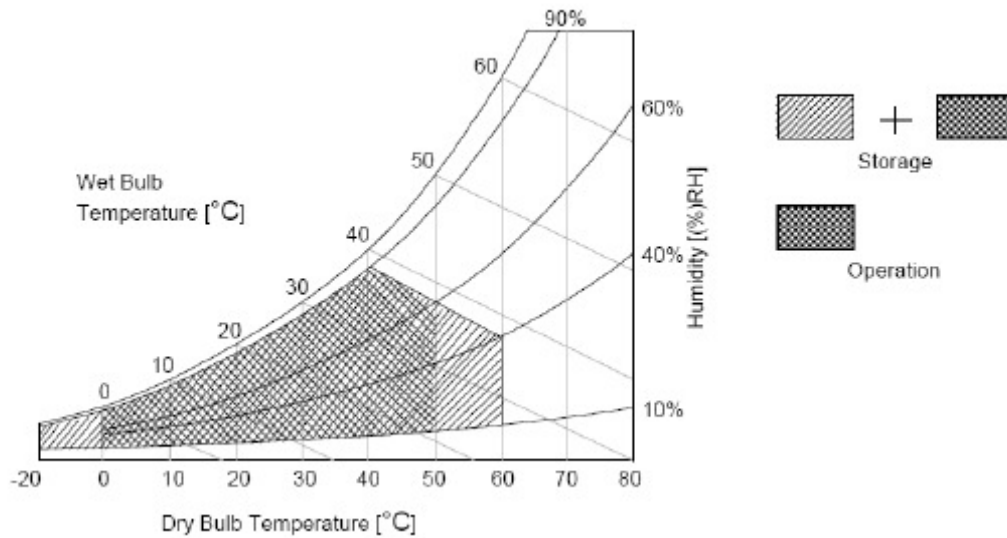 90%
60
60%
50
Wet Bulb
Temperature [°C]
40
40%
30
20
10
0
10%
-20 0 10 20 30 40 50 60 70 80
Dry Bulb Temperature [°C]
Humidity [(%)RH]
+
Storage
Operation